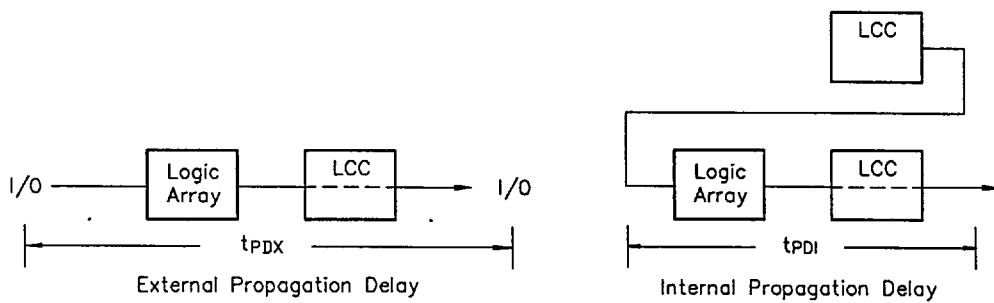 LCC
I/O
Logic
Array
LCC
I/O
tPDX
External Propagation Delay
Logic
Array
LCC
tPDI
Internal Propagation Delay